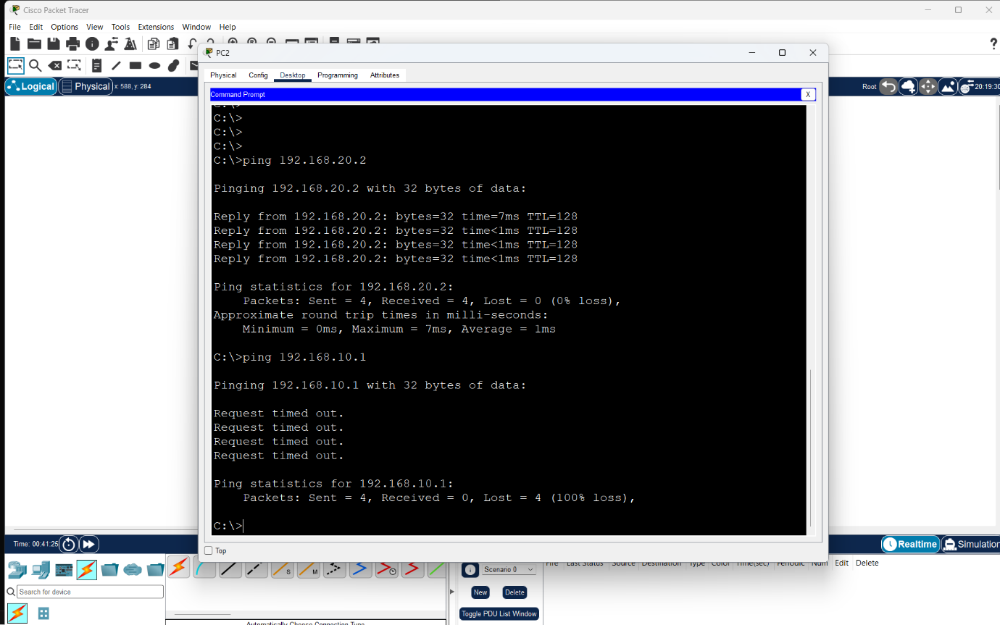 Cisco Packet Tracer
File Edit Options View Tools Extensions Window Help
?
PC2
Physical Config Desktop Programming Attributes
Logical Physical x: 588, y: 284
Root 20:19:30
Command Prompt X
C:\>
C:\>
C:\>
C:\>
C:\>ping 192.168.20.2
Pinging 192.168.20.2 with 32 bytes of data:
Reply from 192.168.20.2: bytes=32 time=7ms TTL=128
Reply from 192.168.20.2: bytes=32 time<1ms TTL=128
Reply from 192.168.20.2: bytes=32 time<1ms TTL=128
Reply from 192.168.20.2: bytes=32 time<1ms TTL=128
Ping statistics for 192.168.20.2:
Packets: Sent = 4, Received = 4, Lost = 0 (0% loss),
Approximate round trip times in milli-seconds:
Minimum = 0ms, Maximum = 7ms, Average = 1ms
C:\>ping 192.168.10.1
Pinging 192.168.10.1 with 32 bytes of data:
Request timed out.
Request timed out.
Request timed out.
Request timed out.
Ping statistics for 192.168.10.1:
Packets: Sent = 4, Received = 0, Lost = 4 (100% loss),
C:\>
Top
Time: 00:41:25
Realtime Simulation
S M
Search for device
Scenario 0
New Delete
Toggle PDU List Window
Fire Last Status Source Destination Type Color Time(sec) Periodic Num Edit Delete
Automatically Choose Connection Type